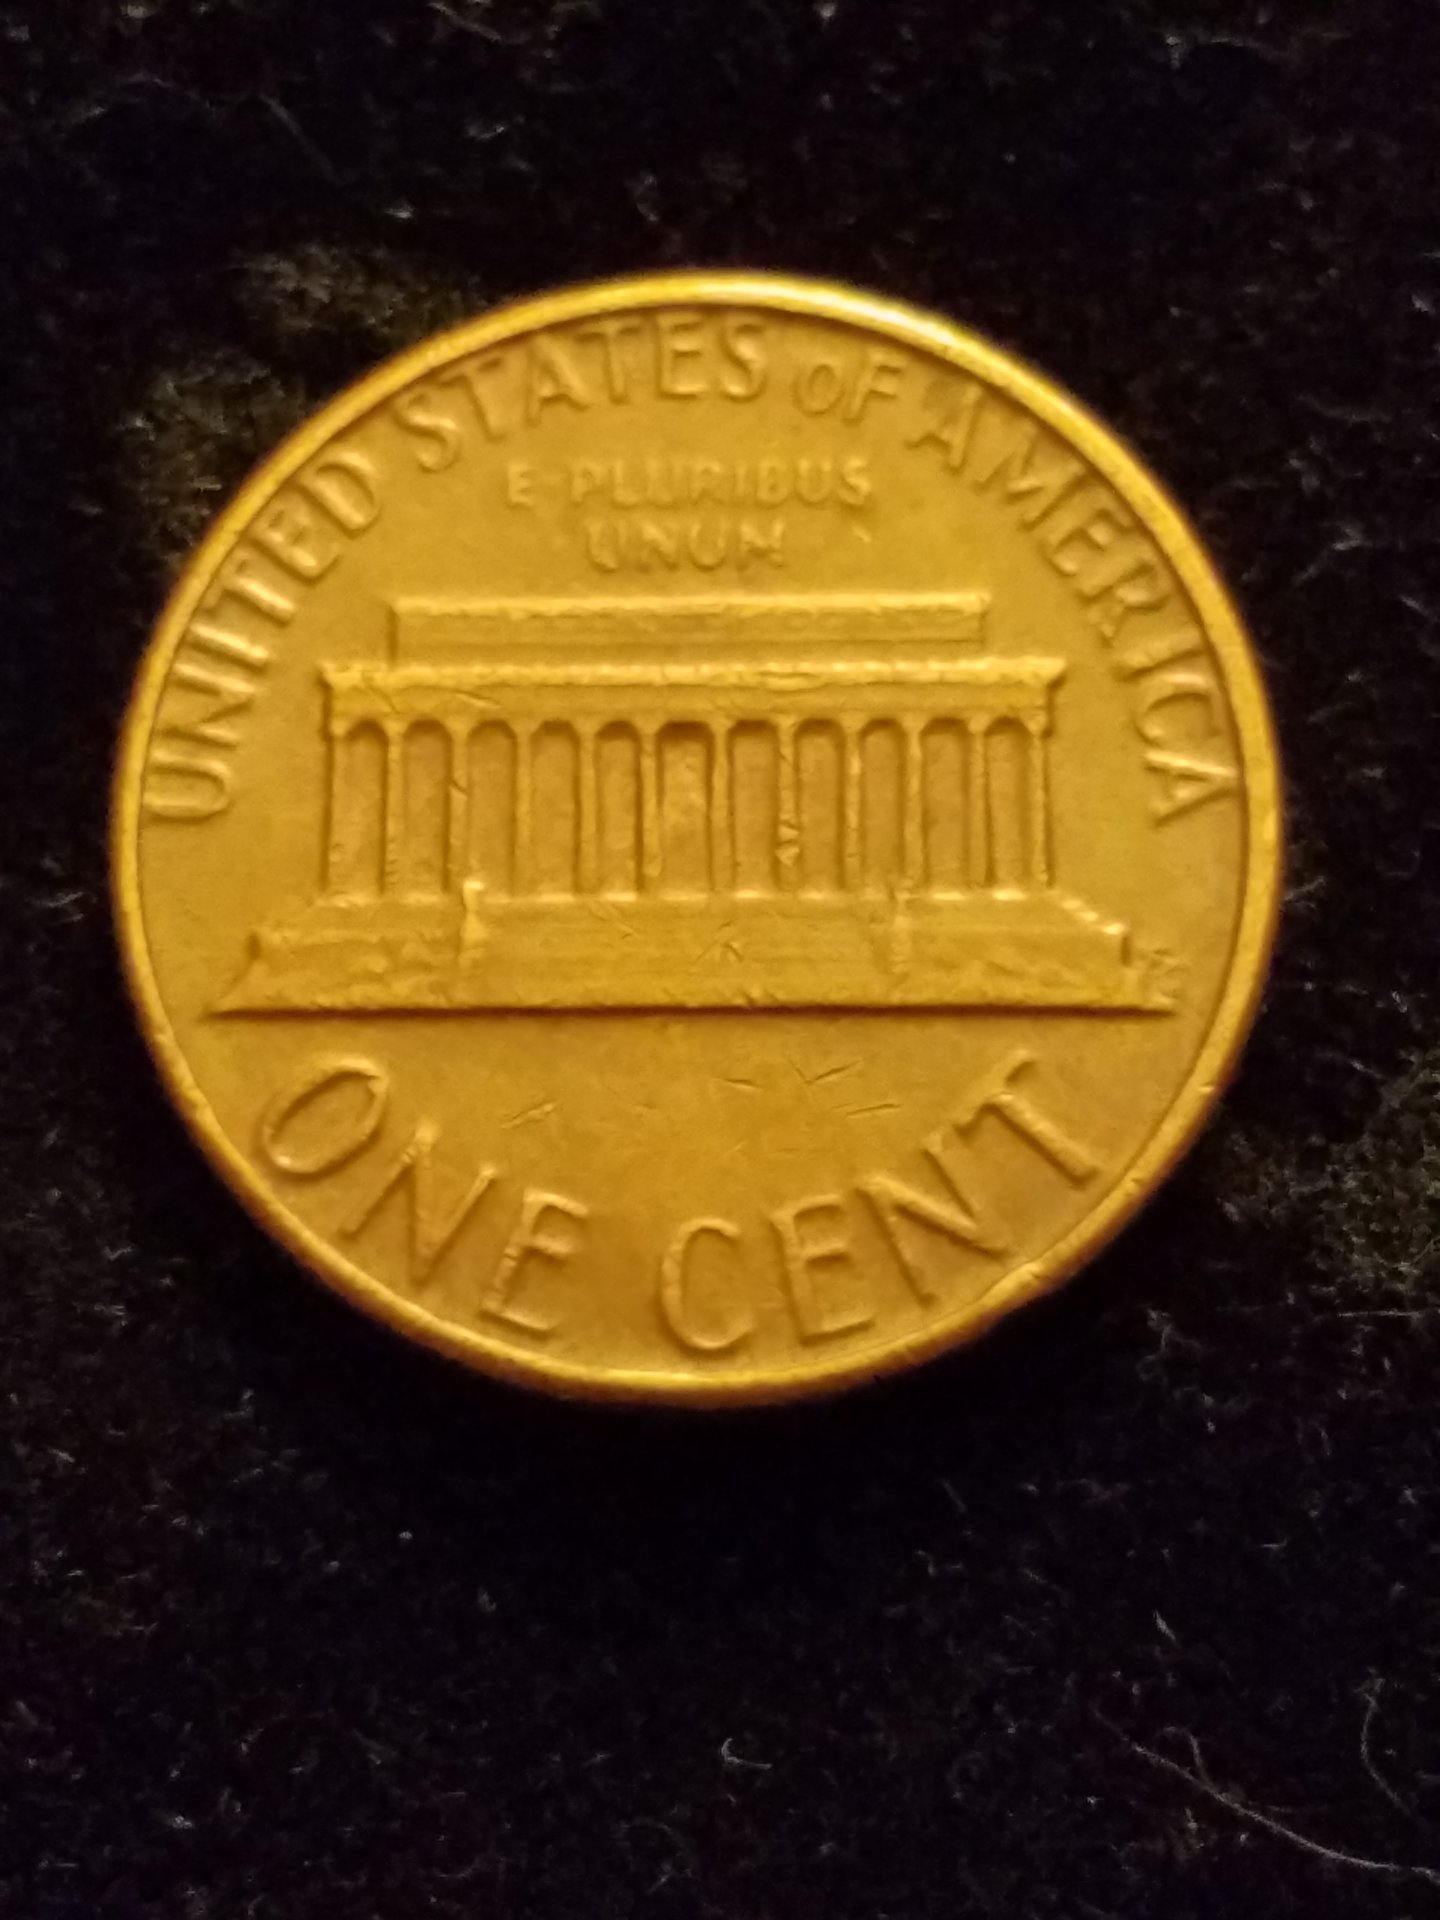 UNITED STATES OF AMERICA
E PLURIBUS
UNUM
ONE CENT